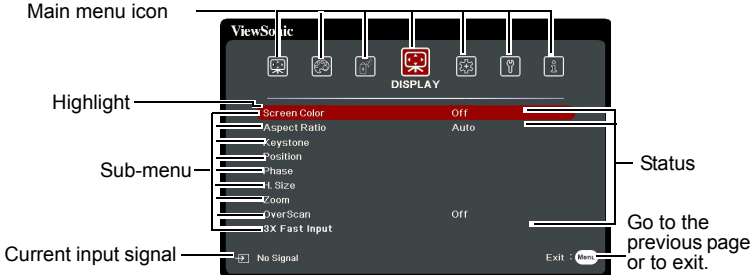 Main menu icon
ViewSonic
DISPLAY
Highlight
Screen Color Off
Aspect Ratio Auto
Keystone
Position
Sub-menu
Phase
Status
H. Size
Zoom
OverScan Off
3X Fast Input
Go to the
previous page
or to exit.
Current input signal
No Signal
Exit : Menu